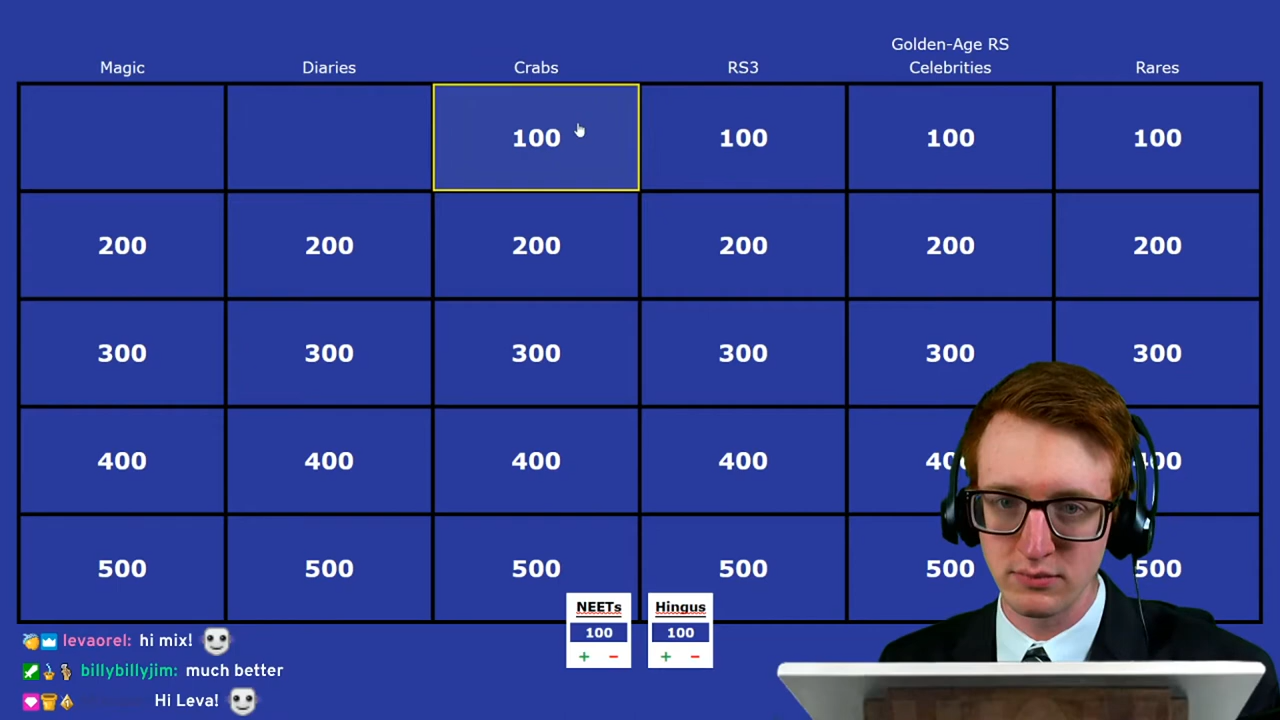 Golden-Age RS
Magic Diaries Crabs RS3 Celebrities Rares
100 100 100 100
200 200 200 200 200 200
300 300 300 300 300 300
400 400 400 400
500 500 500 500 500 500
NEETs Hingus
100 100
+ − + −
levaorel: hi mix!
billybillyjim: much better
Hi Leva!